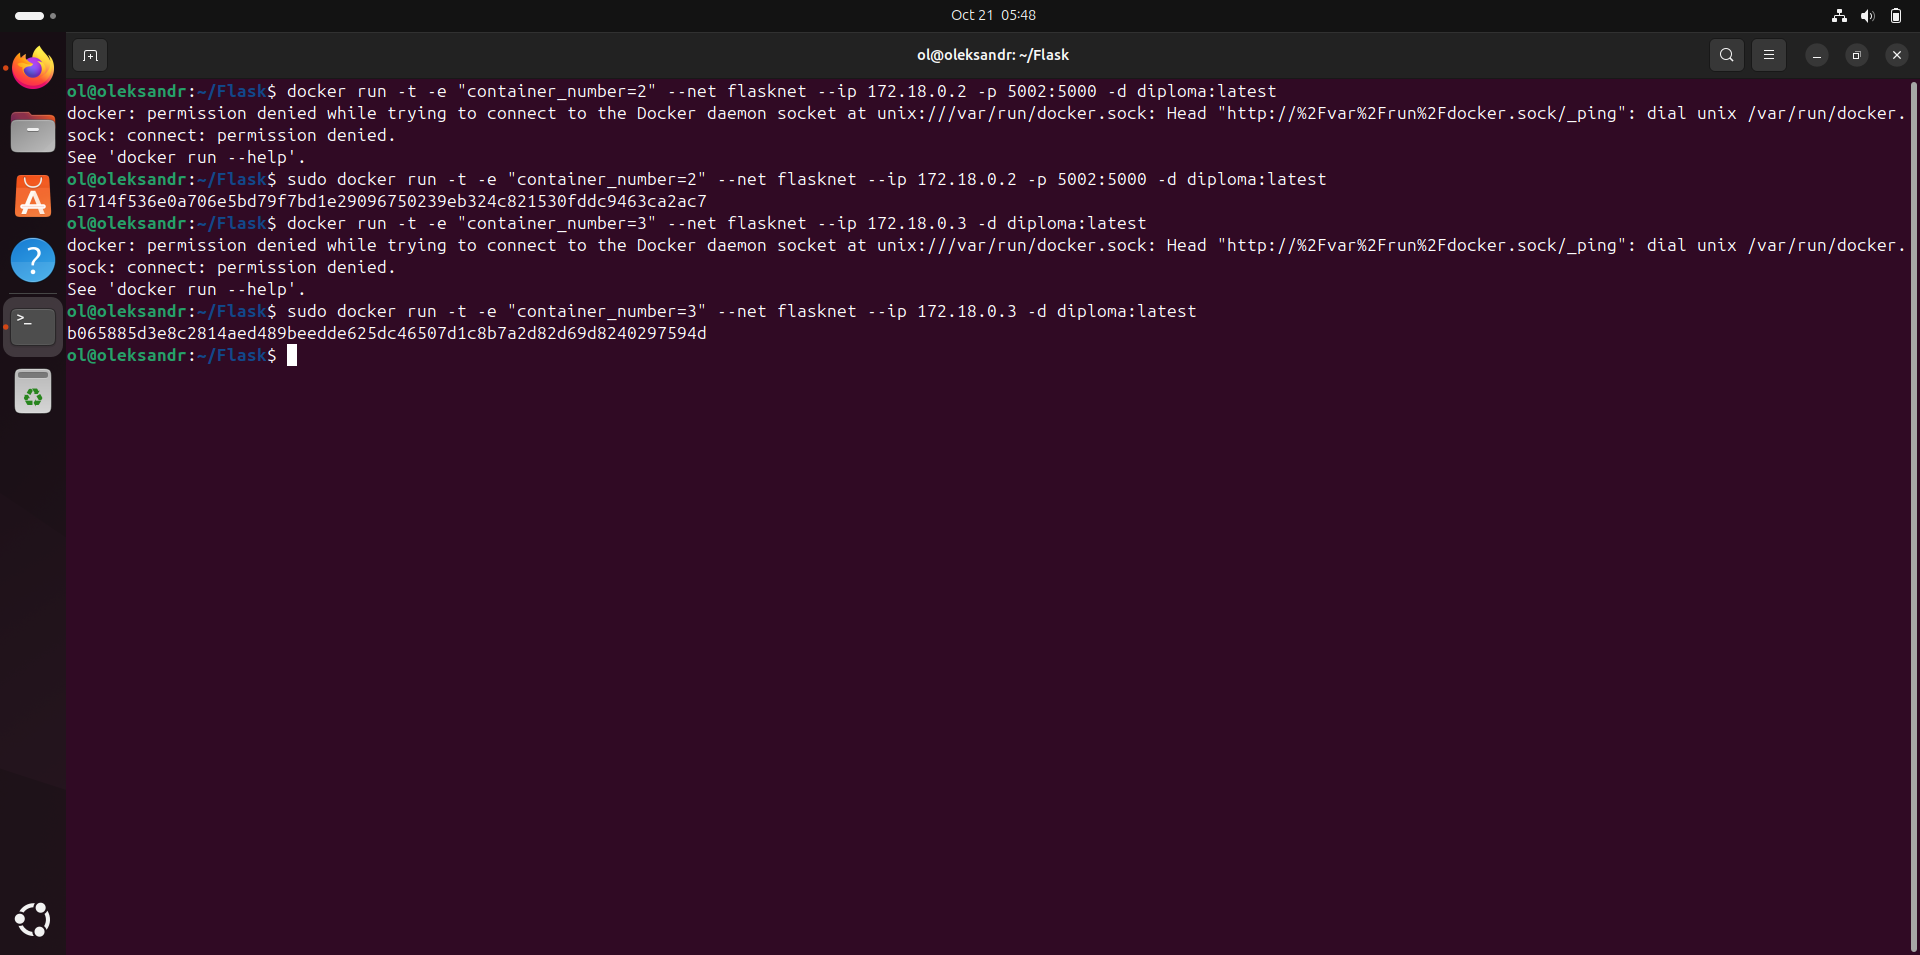 Oct 21 05:48
ol@oleksandr: ~/Flask
ol@oleksandr:~/Flask$ docker run -t -e "container_number=2" --net flasknet --ip 172.18.0.2 -p 5002:5000 -d diploma:latest
docker: permission denied while trying to connect to the Docker daemon socket at unix:///var/run/docker.sock: Head "http://%2Fvar%2Frun%2Fdocker.sock/_ping": dial unix /var/run/docker.
sock: connect: permission denied.
See 'docker run --help'.
ol@oleksandr:~/Flask$ sudo docker run -t -e "container_number=2" --net flasknet --ip 172.18.0.2 -p 5002:5000 -d diploma:latest
61714f536e0a706e5bd79f7bd1e29096750239eb324c821530fddc9463ca2ac7
ol@oleksandr:~/Flask$ docker run -t -e "container_number=3" --net flasknet --ip 172.18.0.3 -d diploma:latest
docker: permission denied while trying to connect to the Docker daemon socket at unix:///var/run/docker.sock: Head "http://%2Fvar%2Frun%2Fdocker.sock/_ping": dial unix /var/run/docker.
sock: connect: permission denied.
See 'docker run --help'.
ol@oleksandr:~/Flask$ sudo docker run -t -e "container_number=3" --net flasknet --ip 172.18.0.3 -d diploma:latest
b065885d3e8c2814aed489beedde625dc46507d1c8b7a2d82d69d8240297594d
ol@oleksandr:~/Flask$